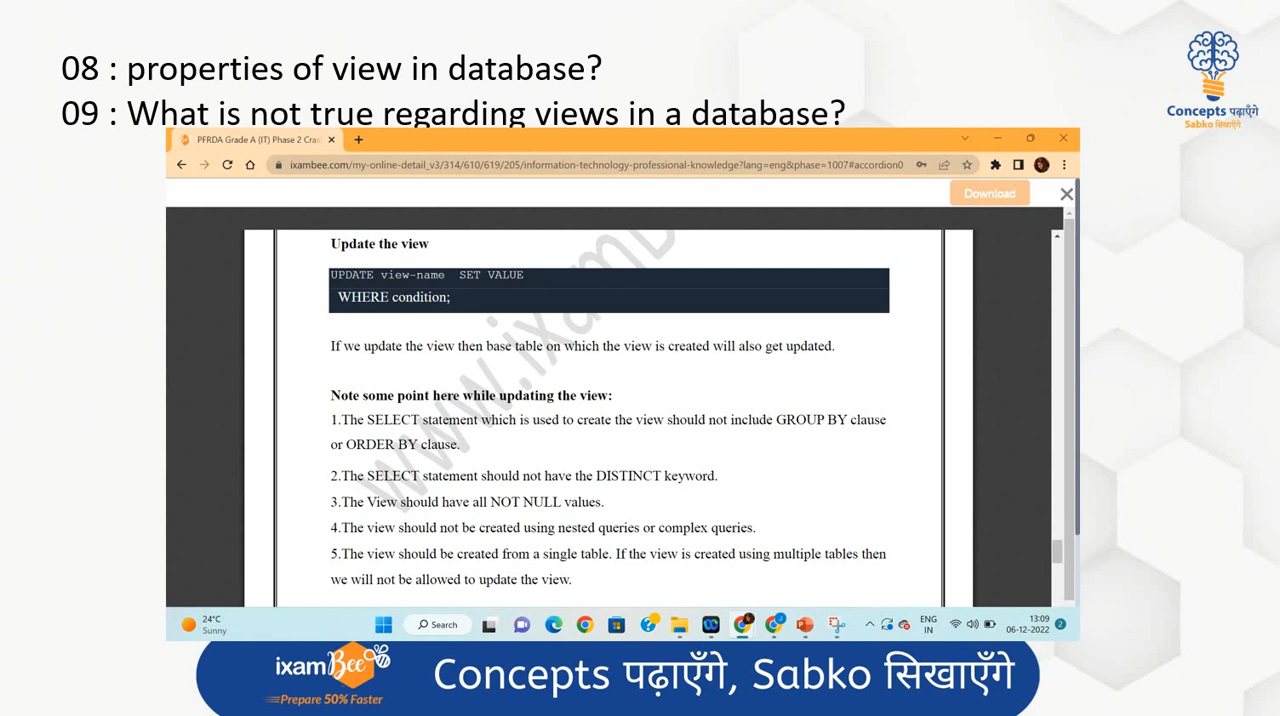 08 : properties of view in database?
09 : What is not true regarding views in a database?
Concepts पढ़ाएँगे
Sabko सिखाएँगे
PFRDA Grade A (IT) Phase 2 Cras
ixambee.com/my-online-detail_v3/314/610/619/205/information-technology-professional-knowledge?lang=eng&phase=1007#accordion0
Download
Update the view
UPDATE view-name SET VALUE
WHERE condition;
If we update the view then base table on which the view is created will also get updated.
Note some point here while updating the view:
1.The SELECT statement which is used to create the view should not include GROUP BY clause
or ORDER BY clause.
2.The SELECT statement should not have the DISTINCT keyword.
3.The View should have all NOT NULL values.
4.The view should not be created using nested queries or complex queries.
5.The view should be created from a single table. If the view is created using multiple tables then
we will not be allowed to update the view.
www.ixamB
24°C
Sunny
Search
ENG
IN
13:09
06-12-2022
2
ixamBee
Prepare 50% Faster
Concepts पढ़ाएँगे, Sabko सिखाएँगे